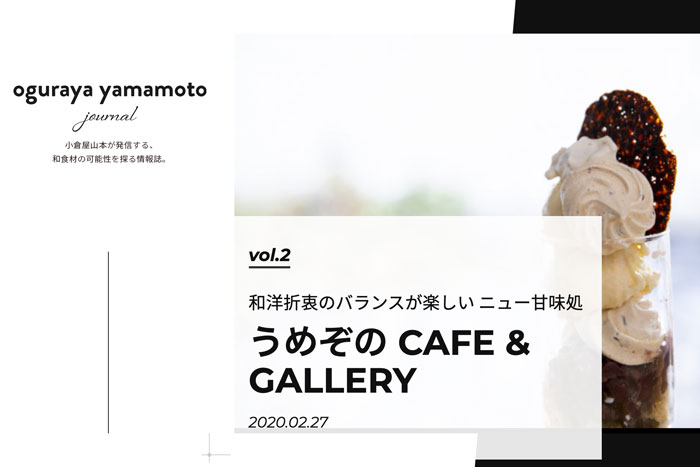 oguraya yamamoto
journal
小倉屋山本が発信する、
和食材の可能性を探る情報誌。
vol.2
和洋折衷のバランスが楽しい ニュー甘味処
うめぞの CAFE &
GALLERY
2020.02.27